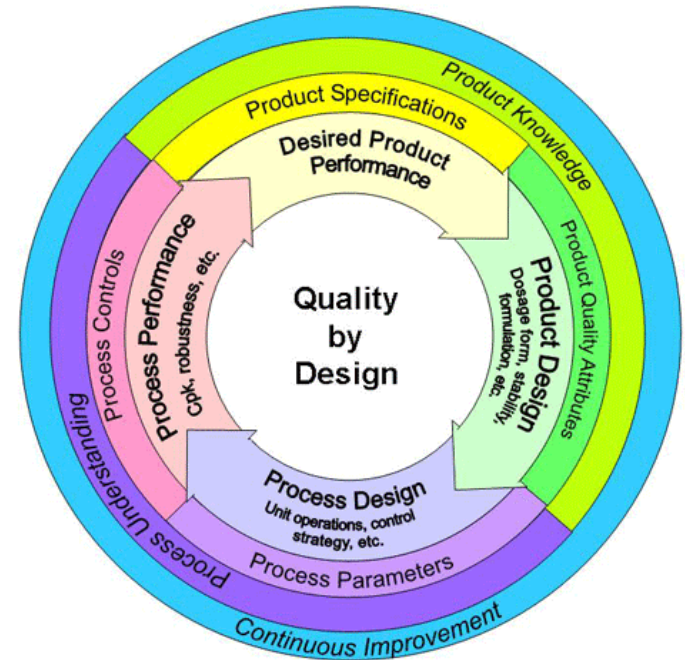 Product Knowledge
Product Specifications
Desired Product
Performance
Product Quality Attributes
Product Design
Dosage form, stability,
formulation, etc.
Quality
by
Design
Process Performance
Cpk, robustness, etc.
Process Controls
Process Understanding
Process Design
Unit operations, control
strategy, etc.
Process Parameters
Continuous Improvement